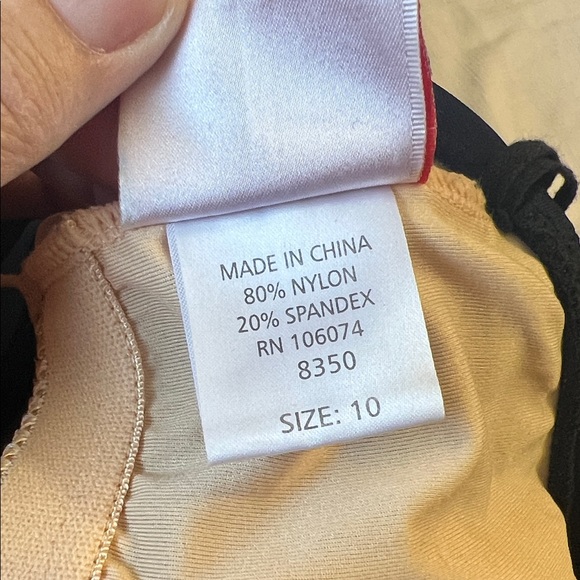 MADE IN CHINA
80% NYLON
20% SPANDEX
RN 106074
8350
SIZE: 10